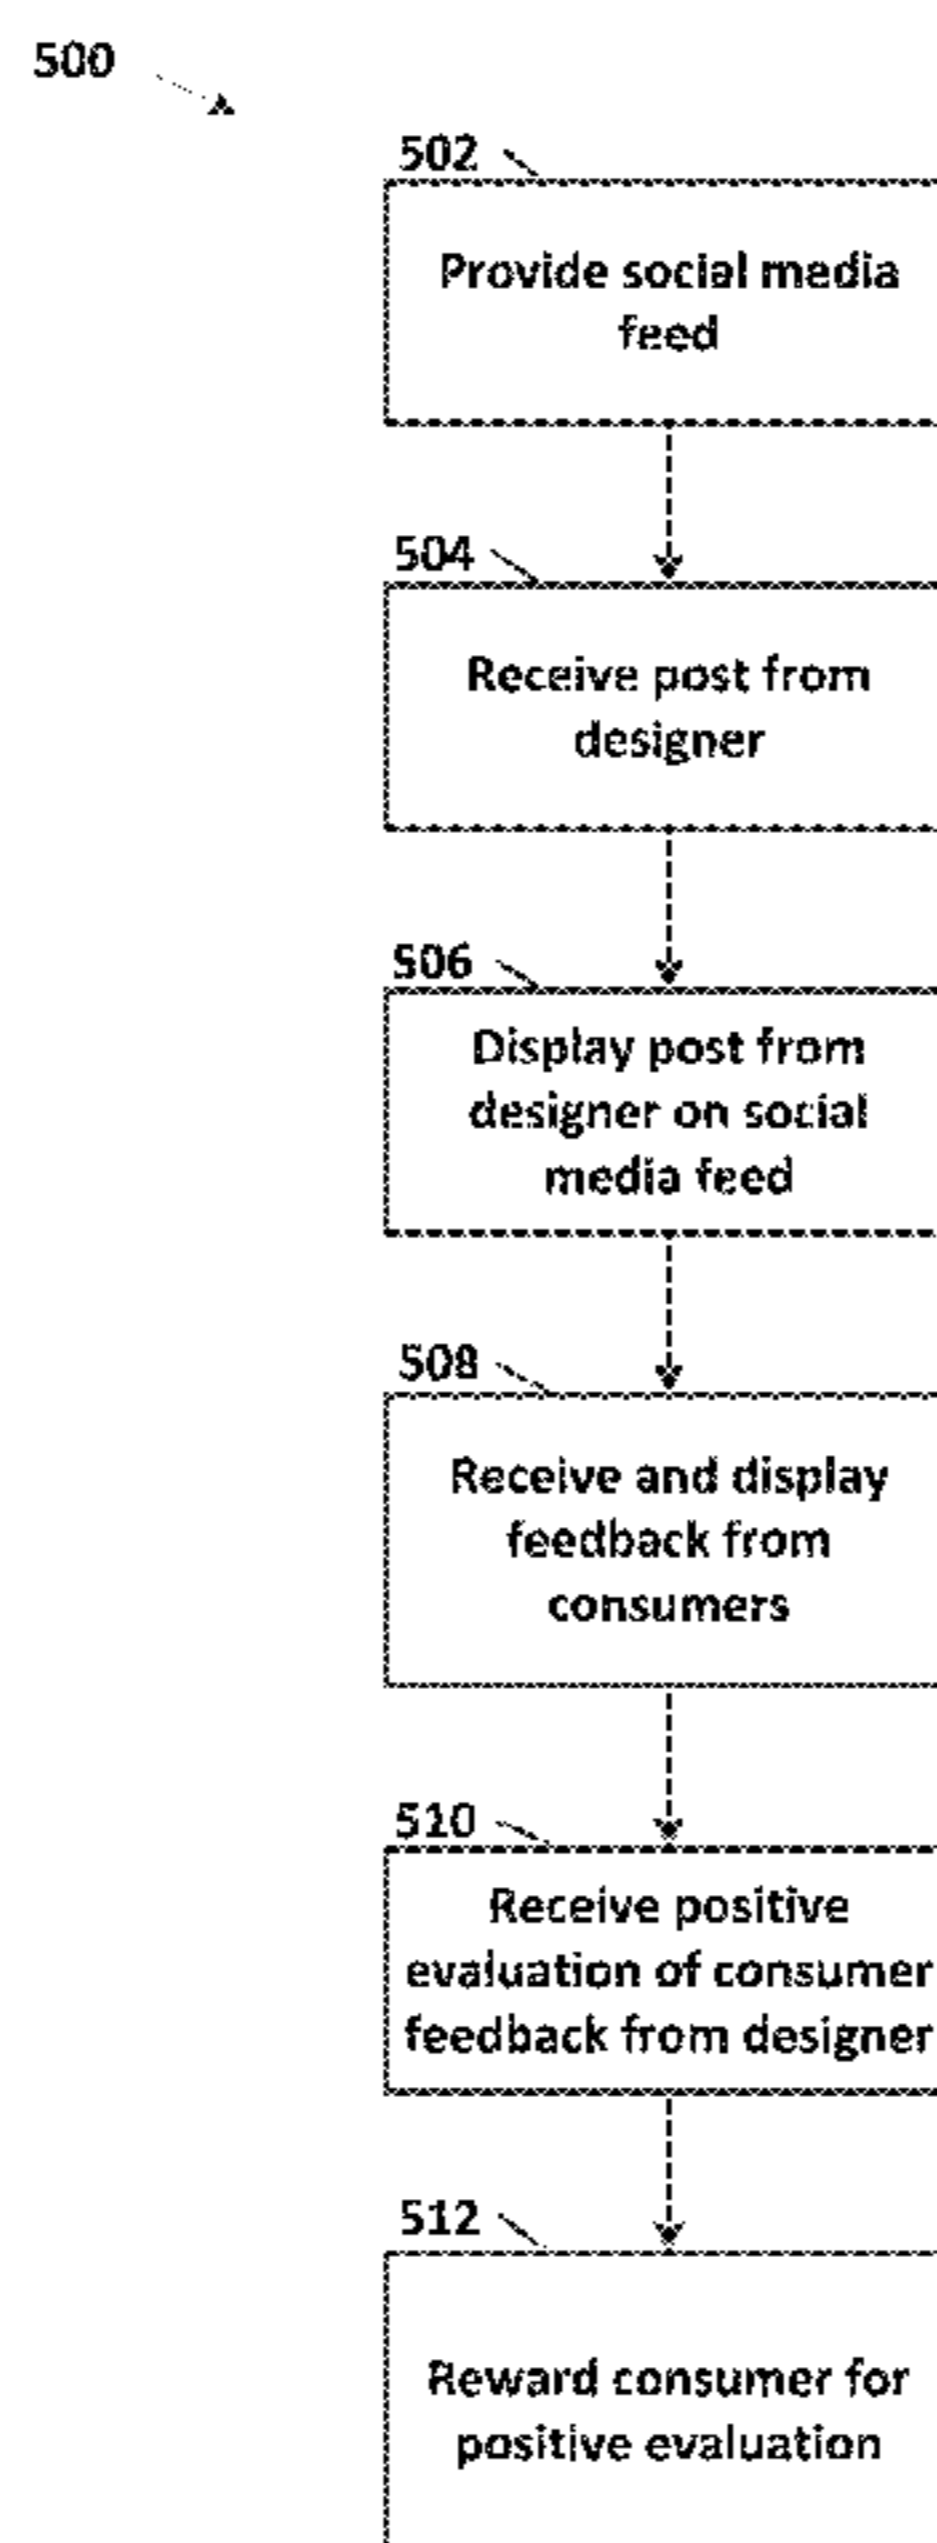 500
502
Provide social media
feed
504
Receive post from
designer
506
Display post from
designer on social
media feed
508
Receive and display
feedback from
consumers
510
Receive positive
evaluation of consumer
feedback from designer
512
Reward consumer for
positive evaluation